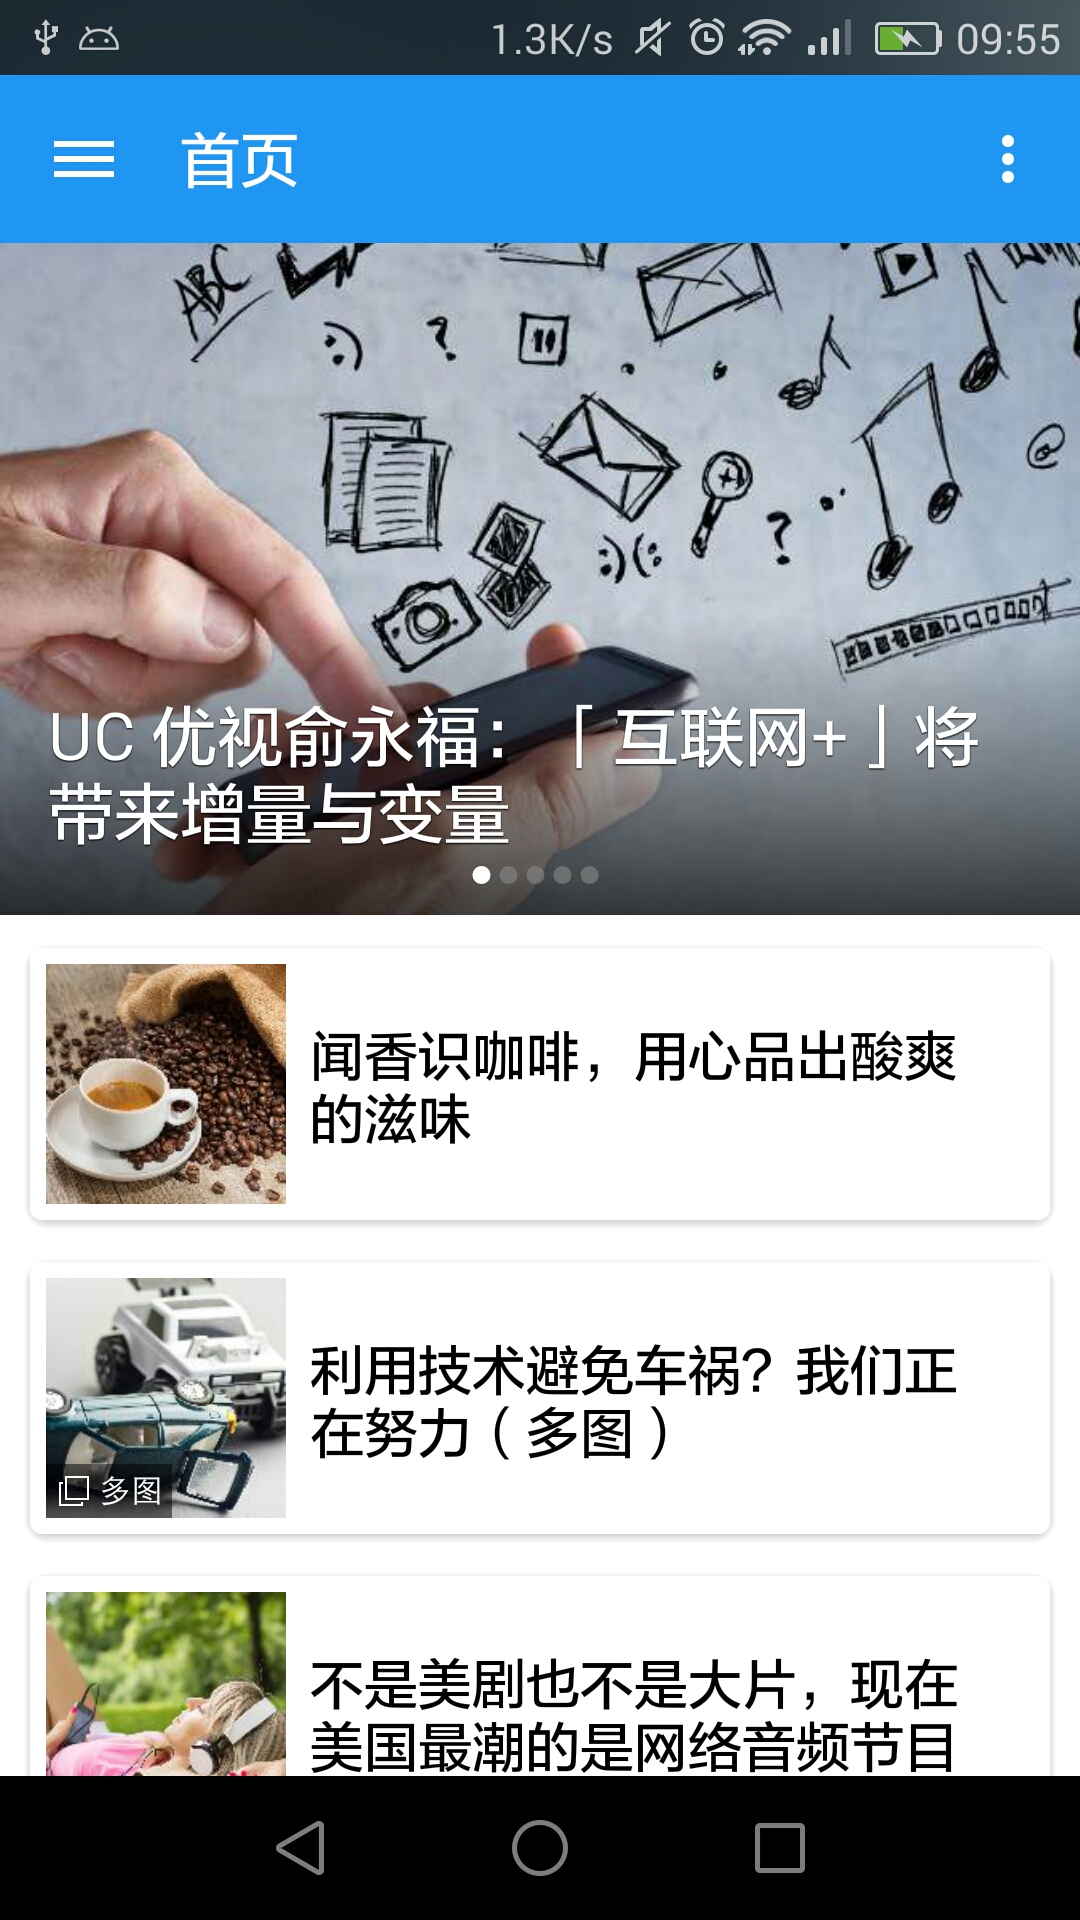 1.3K/s 09:55
首页
ABC
UC 优视俞永福：「互联网+」将
带来增量与变量
闻香识咖啡，用心品出酸爽
的滋味
利用技术避免车祸？我们正
在努力（多图）
多图
不是美剧也不是大片，现在
美国最潮的是网络音频节目